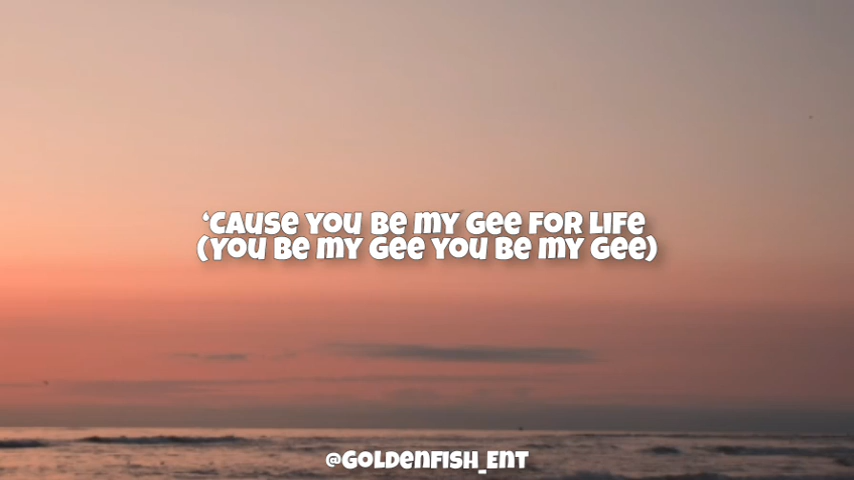 ‘CAUSE YOU BE MY GEE FOR LIFE
(YOU BE MY GEE YOU BE MY GEE)
@GOLDENFISH_ENT